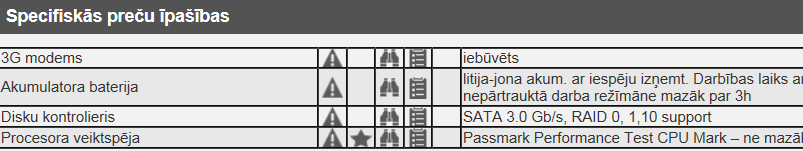 Specifiskās preču īpašības
3G modems iebūvēts
Akumulatora baterija litija-jona akum. ar iespēju izņemt. Darbības laiks
nepārtrauktā darba režīmāne mazāk par 3h
Disku kontrolieris SATA 3.0 Gb/s, RAID 0, 1,10 support
Procesora veiktspēja Passmark Performance Test CPU Mark – ne mazāk